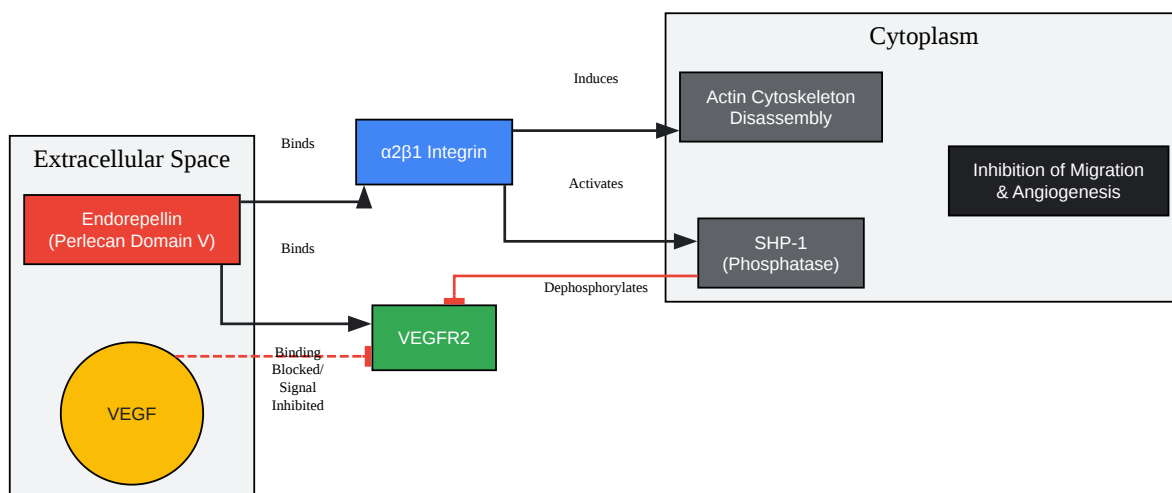 Cytoplasm
Induces
Actin Cytoskeleton
Disassembly
Binds
α2β1 Integrin
Extracellular Space
Inhibition of Migration
& Angiogenesis
Activates
Endorepellin
(Perlecan Domain V)
Binds
SHP-1
(Phosphatase)
Dephosphorylates
VEGFR2
Binding
Blocked/
Signal
Inhibited
VEGF